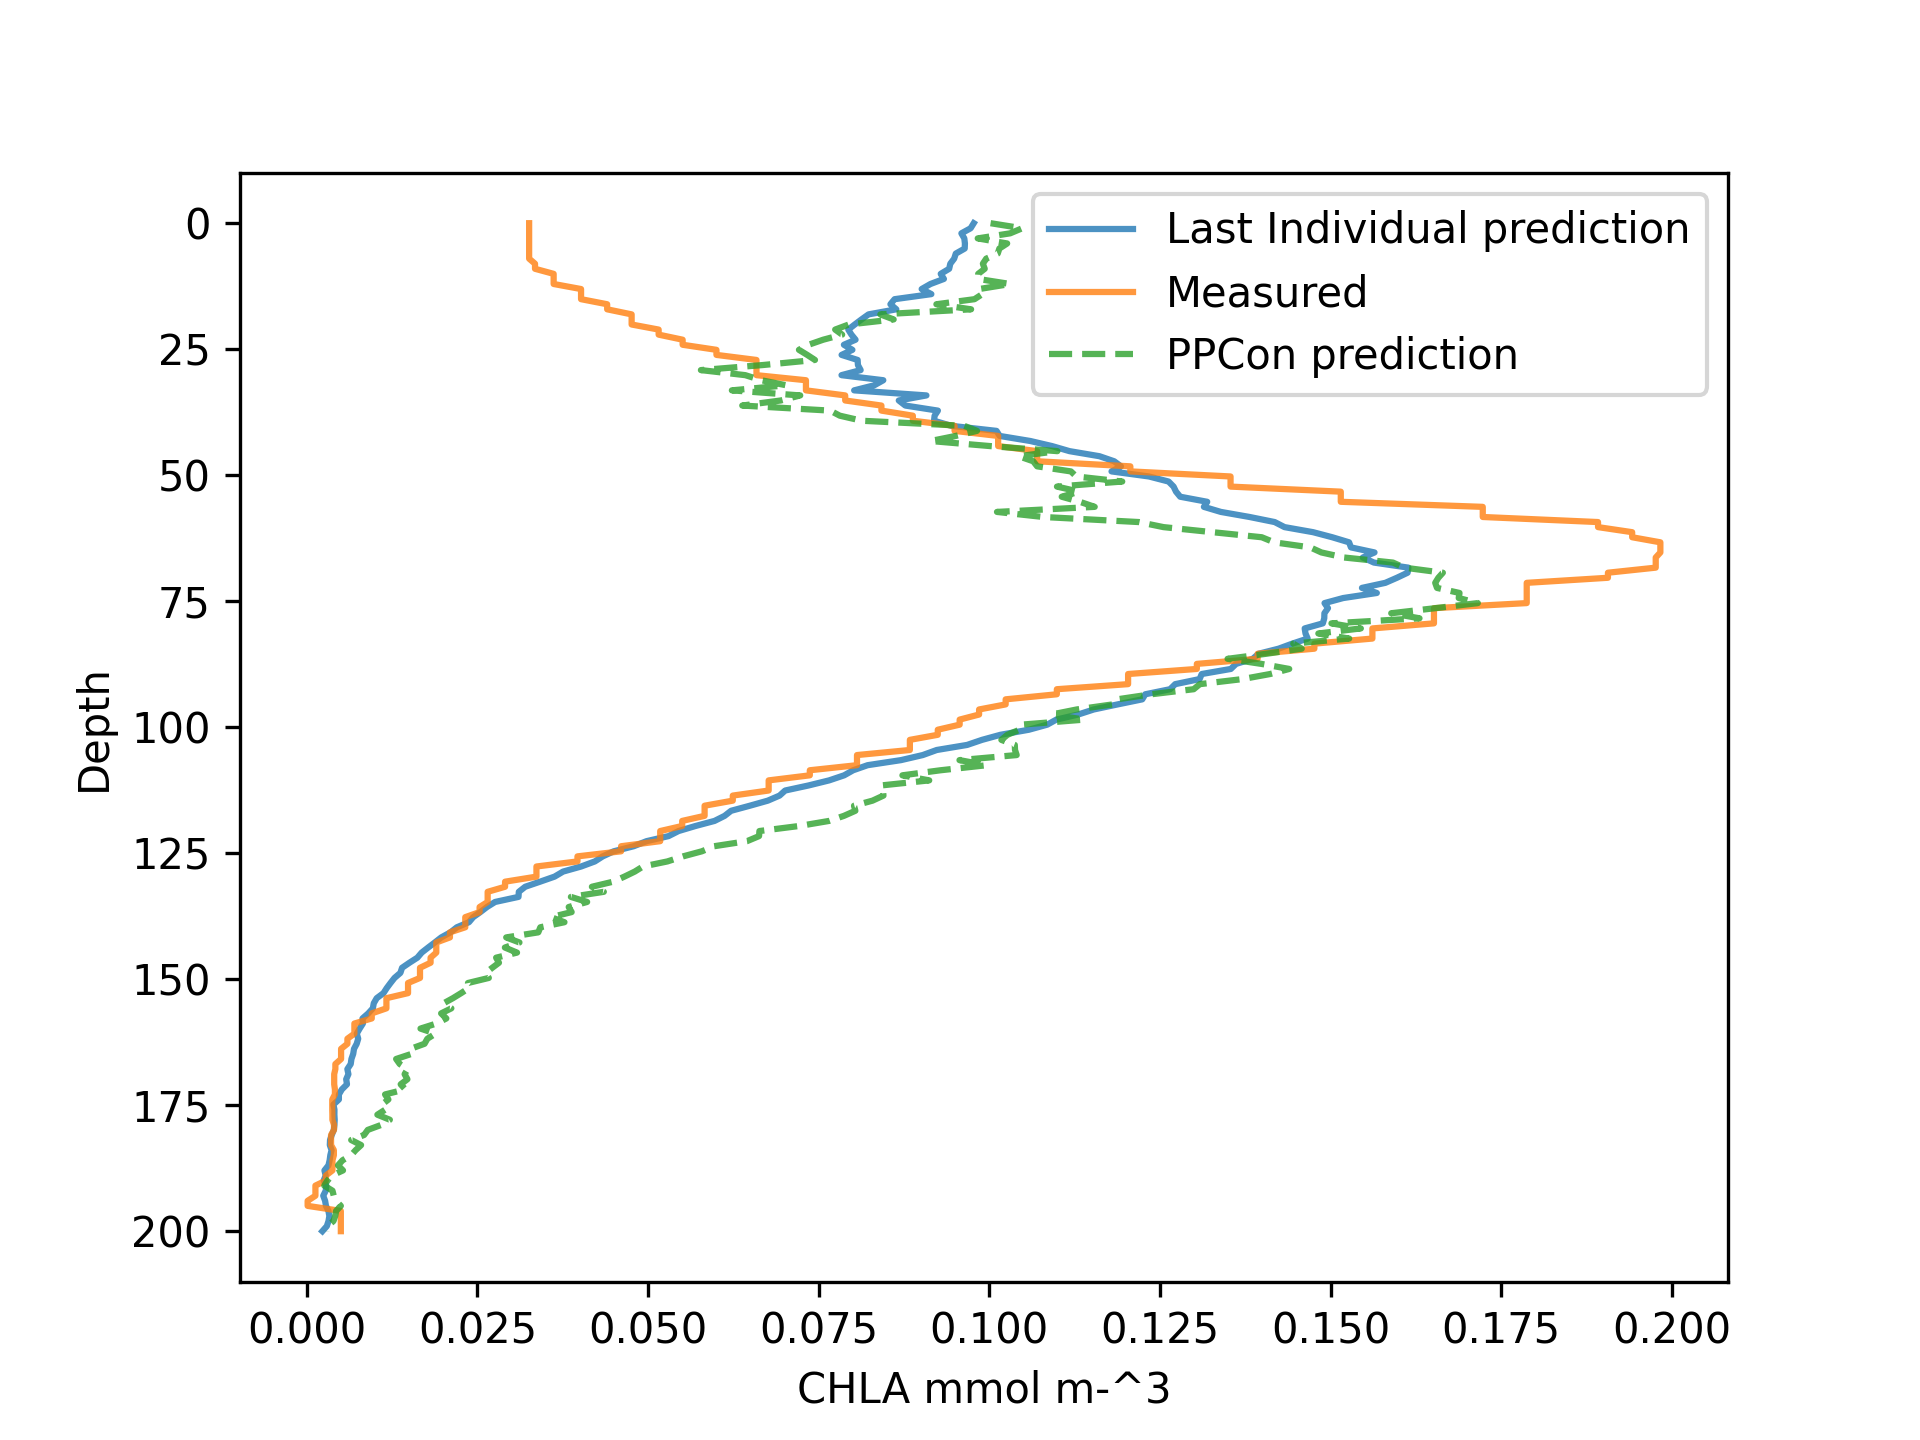 Last Individual prediction
Measured
PPCon prediction
0
25
50
75
100
125
150
175
200
Depth
0.000 0.025 0.050 0.075 0.100 0.125 0.150 0.175 0.200
CHLA mmol m-^3